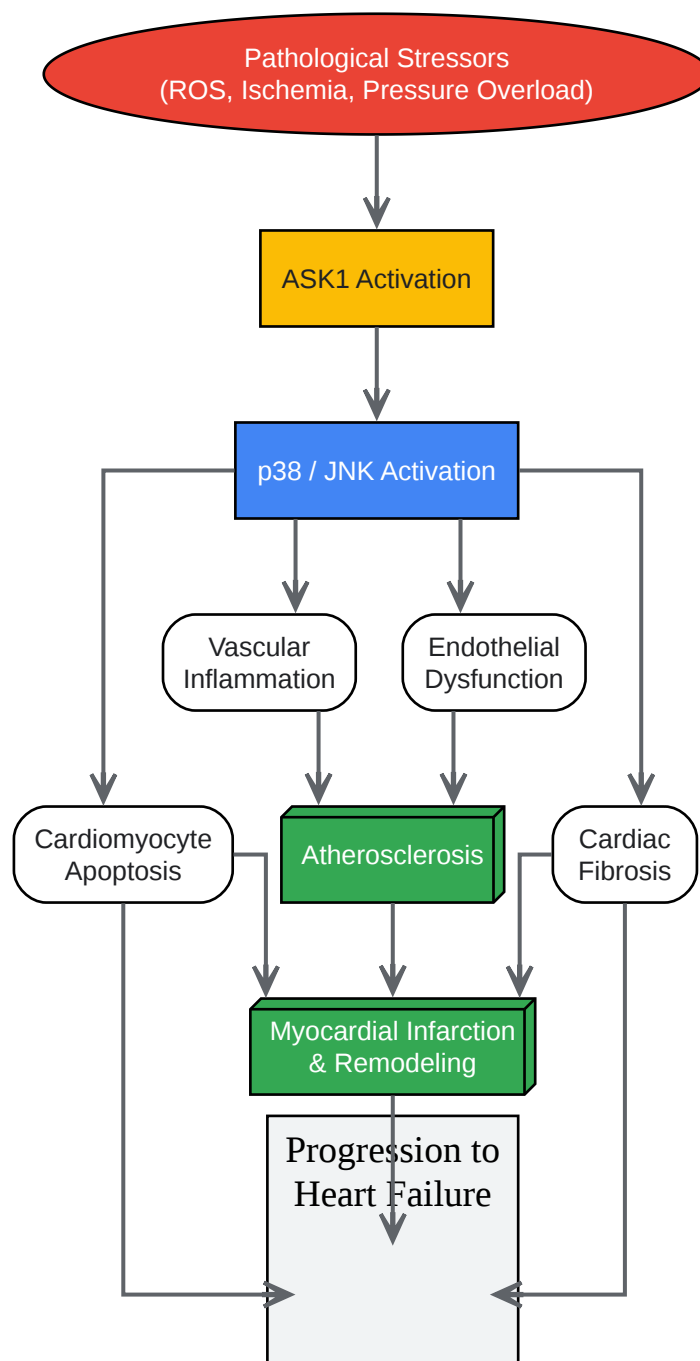 Pathological Stressors
(ROS, Ischemia, Pressure Overload)
ASK1 Activation
p38 / JNK Activation
Vascular
Inflammation
Endothelial
Dysfunction
Cardiomyocyte
Apoptosis
Atherosclerosis
Cardiac
Fibrosis
Myocardial Infarction
& Remodeling
Progression to
Heart Failure